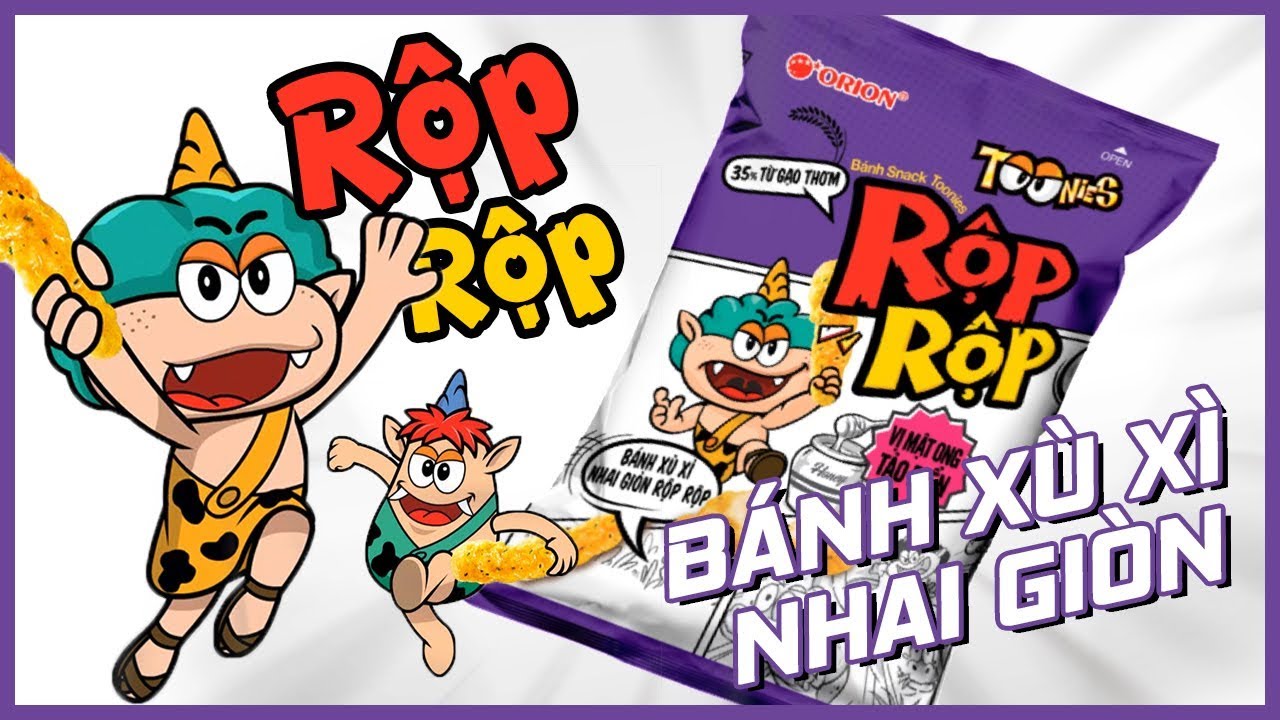 Rộp
Rộp
ORION
OPEN
TOONIES
35% TỪ GẠO THƠM
Bánh Snack Toonies
RỘP
RỘP
VỊ MẬT ONG
Honey
BÁNH XÙ XÌ
NHAI GIÒN RỘP RỘP
BÁNH XÙ XÌ
NHAI GIÒN